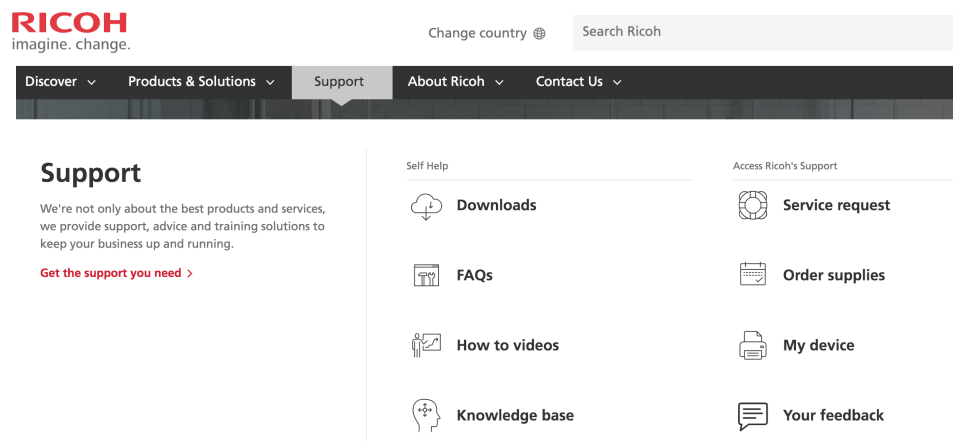 RICOH
imagine. change.
Change country
Search Ricoh
Discover
Products & Solutions
Support
About Ricoh
Contact Us
Support
We're not only about the best products and services,
we provide support, advice and training solutions to
keep your business up and running.
Get the support you need >
Self Help
Downloads
FAQs
How to videos
Knowledge base
Access Ricoh's Support
Service request
Order supplies
My device
Your feedback